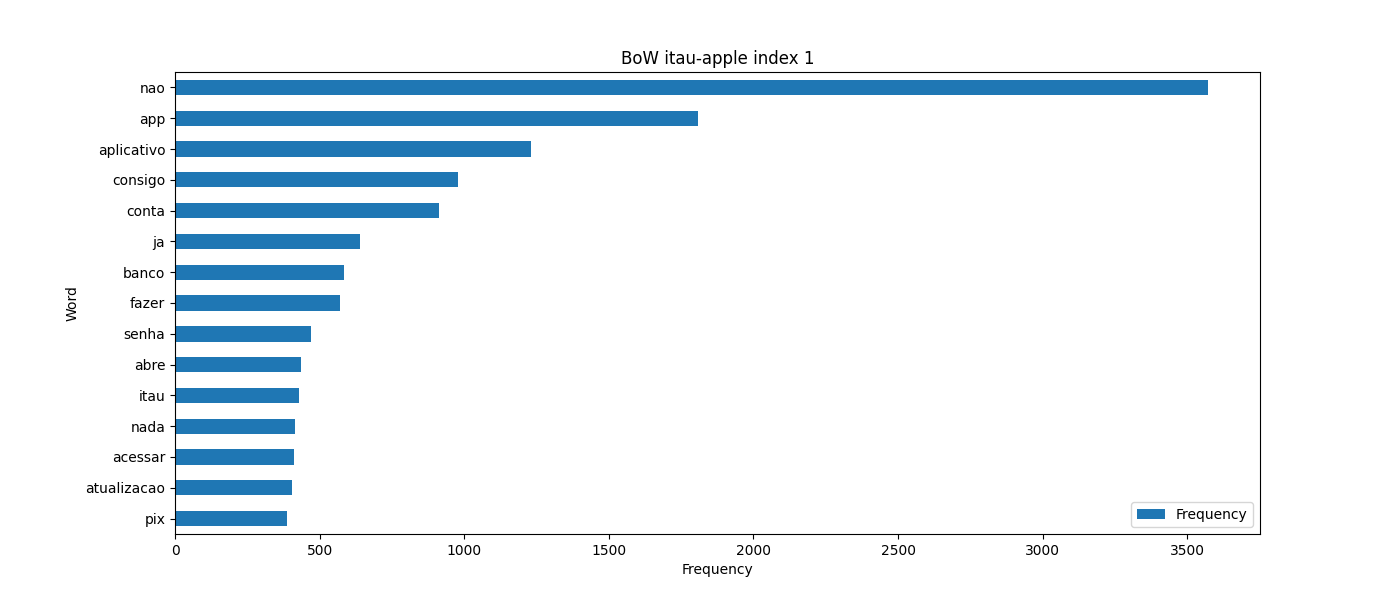 BoW itau-apple index 1
nao
app
aplicativo
consigo
conta
ja
banco
fazer
senha
abre
itau
nada
acessar
atualizacao
pix
Word
0 500 1000 1500 2000 2500 3000 3500
Frequency
Frequency